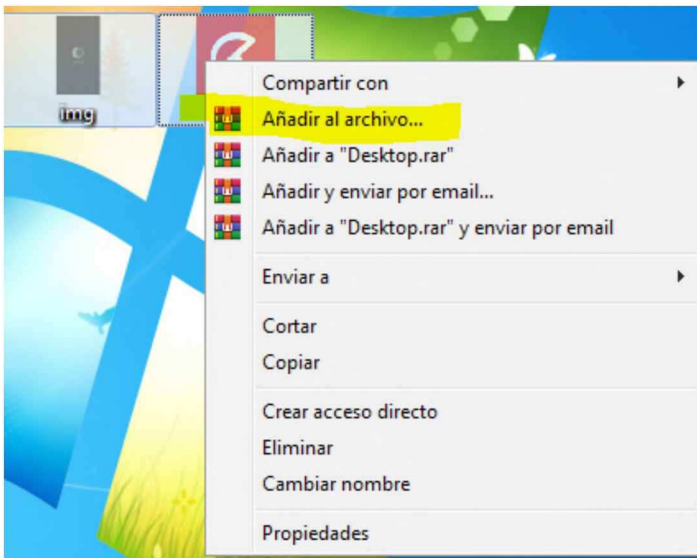 img
Compartir con
Añadir al archivo...
Añadir a "Desktop.rar"
Añadir y enviar por email...
Añadir a "Desktop.rar" y enviar por email
Enviar a
Cortar
Copiar
Crear acceso directo
Eliminar
Cambiar nombre
Propiedades